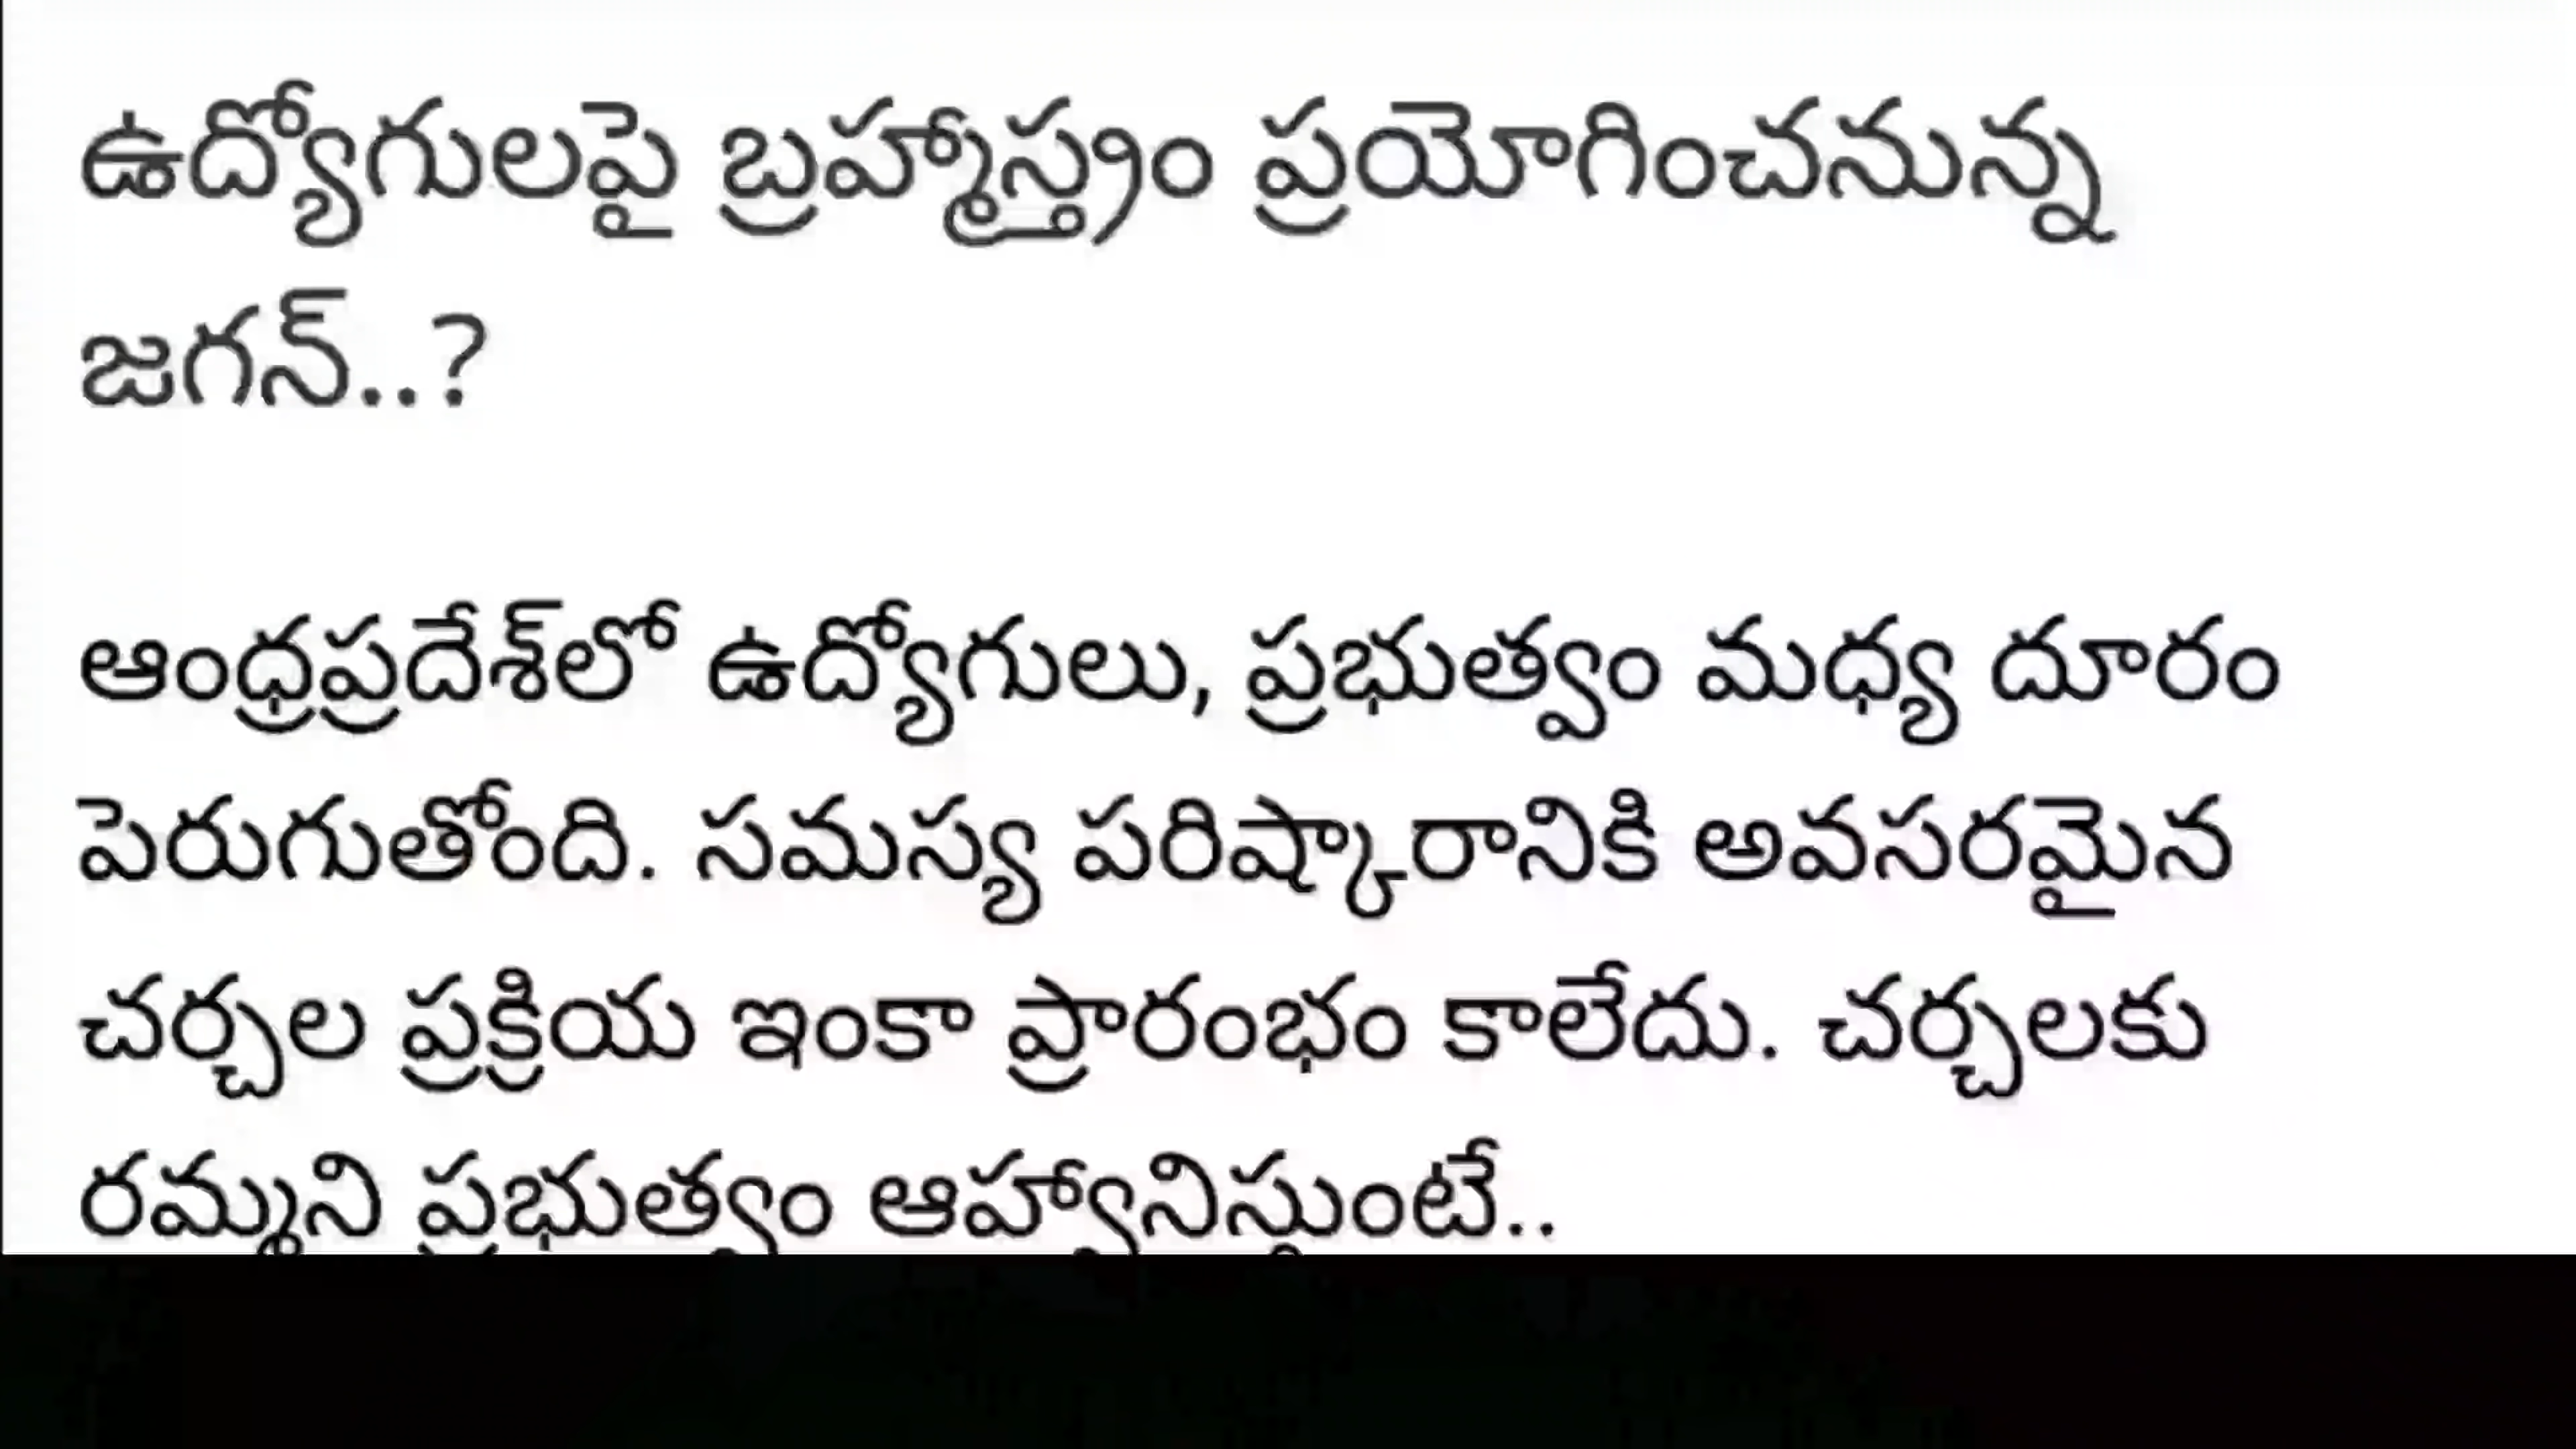 ఉద్యోగులపై బ్రహ్మాస్త్రం ప్రయోగించనున్న
జగన్..?
ఆంధ్రప్రదేశ్‌లో ఉద్యోగులు, ప్రభుత్వం మధ్య దూరం
పెరుగుతోంది. సమస్య పరిష్కారానికి అవసరమైన
చర్చల ప్రక్రియ ఇంకా ప్రారంభం కాలేదు. చర్చలకు
రమ్మని ప్రభుత్వం ఆహ్వానిస్తుంటే..